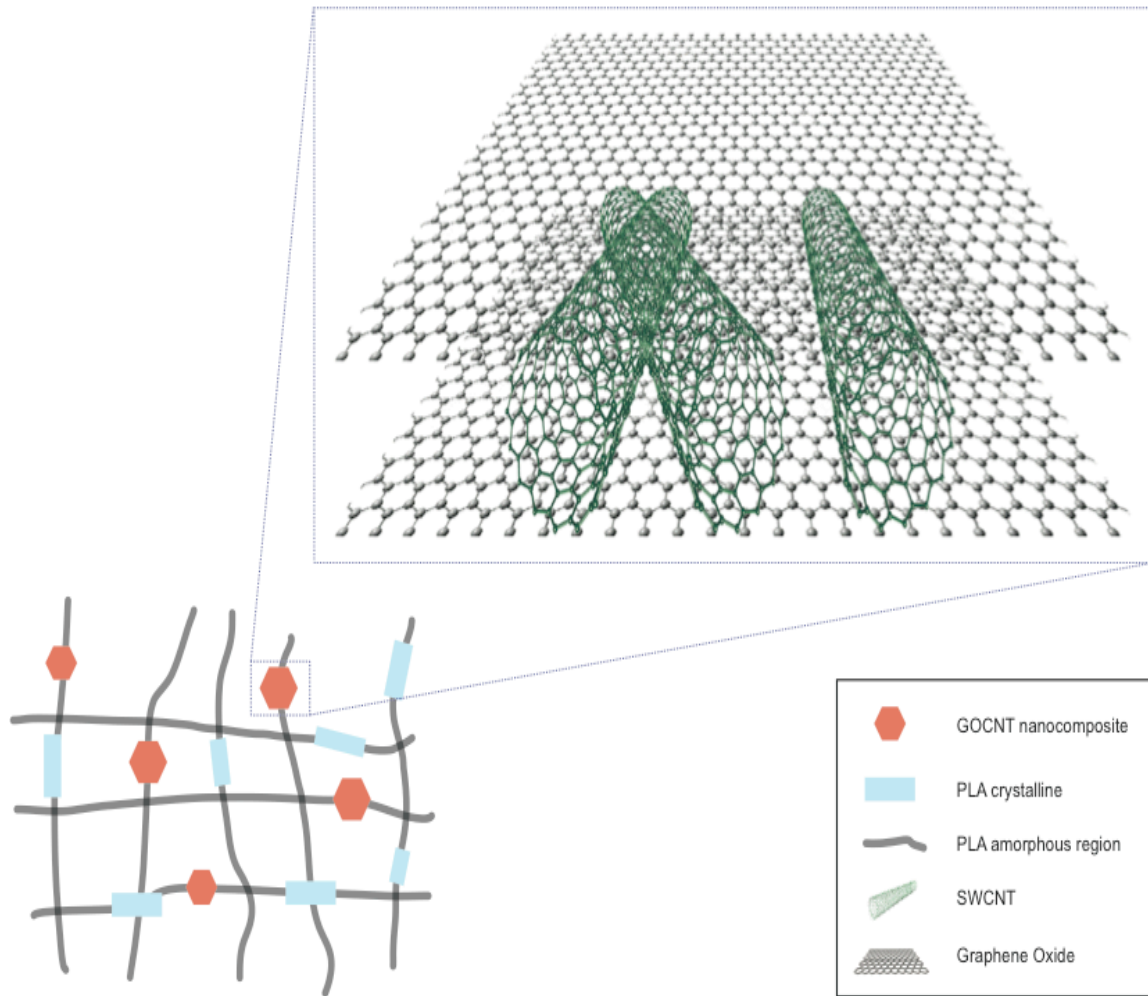 GOCNT nanocomposite
PLA crystalline
PLA amorphous region
SWCNT
Graphene Oxide